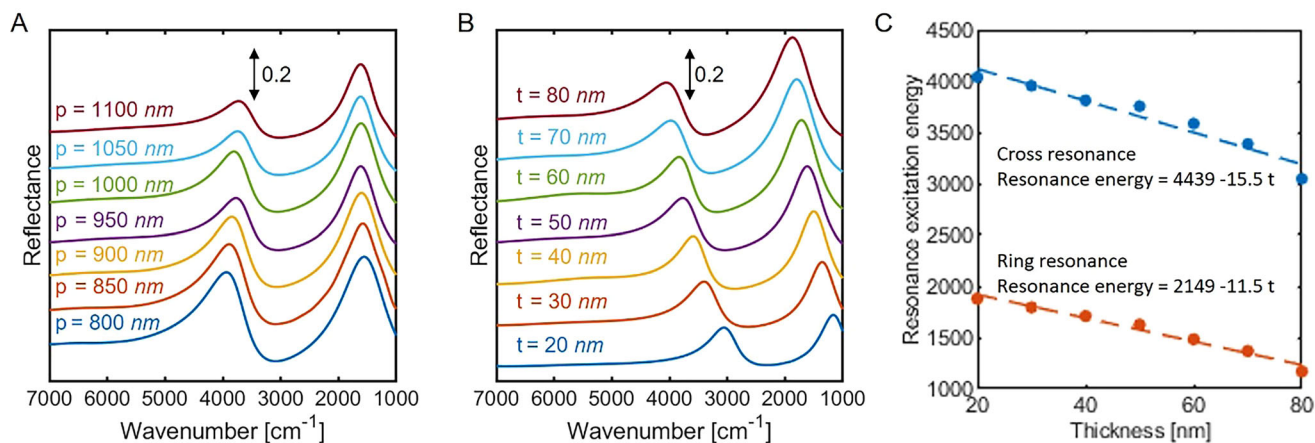 A
0.2
p = 1100 nm
p = 1050 nm
p = 1000 nm
p = 950 nm
p = 900 nm
p = 850 nm
p = 800 nm
Reflectance
7000 6000 5000 4000 3000 2000 1000
Wavenumber [cm⁻¹]
B
0.2
t = 80 nm
t = 70 nm
t = 60 nm
t = 50 nm
t = 40 nm
t = 30 nm
t = 20 nm
Reflectance
7000 6000 5000 4000 3000 2000 1000
Wavenumber [cm⁻¹]
C
4500
4000
3500
3000
2500
2000
1500
1000
Resonance excitation energy
Cross resonance
Resonance energy = 4439 -15.5 t
Ring resonance
Resonance energy = 2149 -11.5 t
20 40 60 80
Thickness [nm]